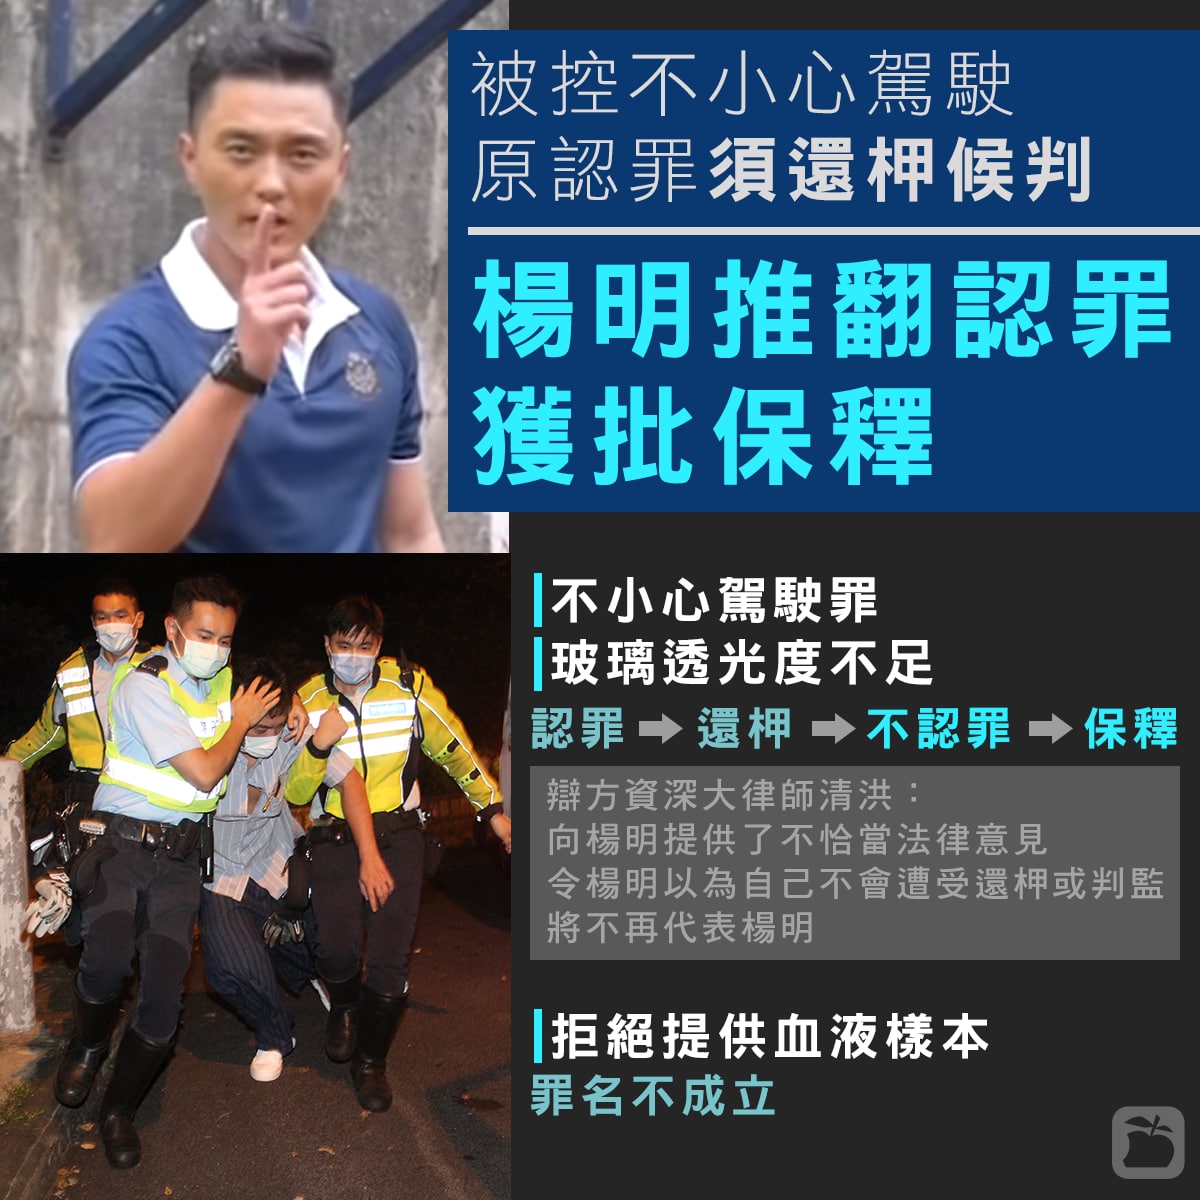 被控不小心駕駛
原認罪須還柙候判
楊明推翻認罪
獲批保釋
不小心駕駛罪
玻璃透光度不足
認罪➡還柙➡不認罪➡保釋
辯方資深大律師清洪：
向楊明提供了不恰當法律意見
令楊明以為自己不會遭受還柙或判監
將不再代表楊明
拒絕提供血液樣本
罪名不成立